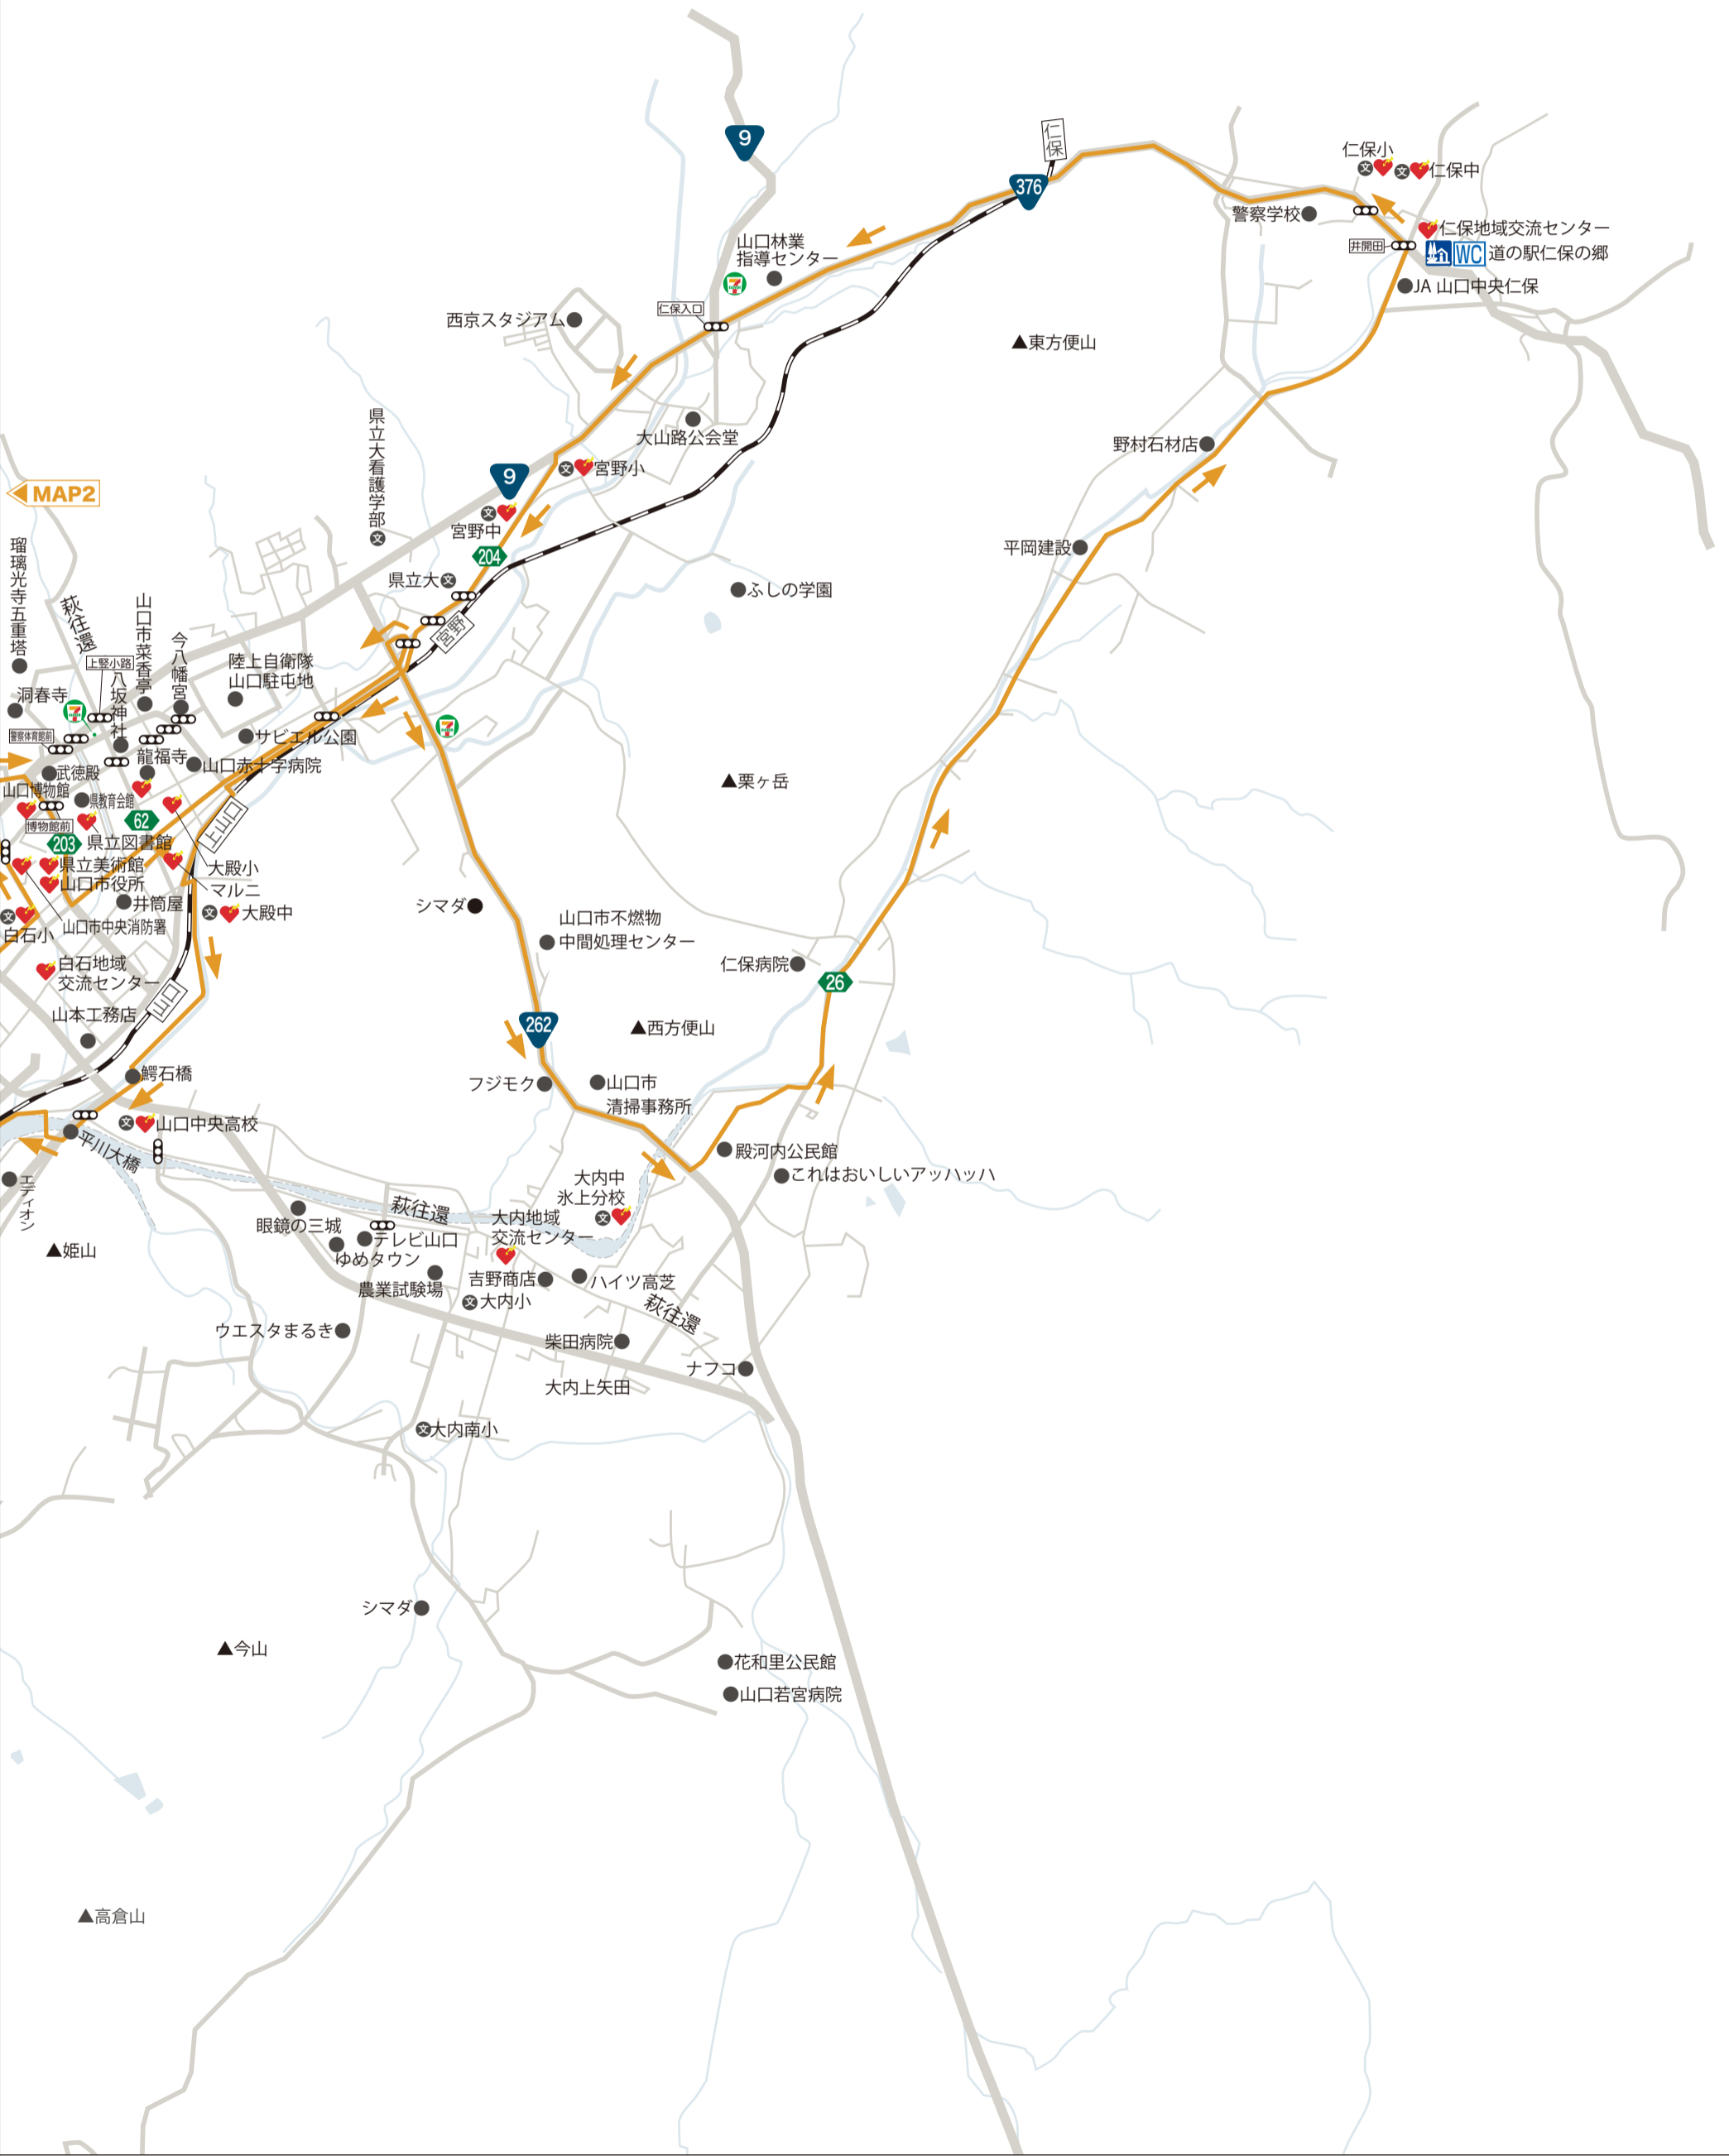 9
仁保
376
仁保小
仁保中
警察学校
仁保地域交流センター
井開田
WC
道の駅仁保の郷
JA 山口中央仁保
山口林業
指導センター
7
仁保入口
西京スタジアム
東方便山
県立大看護学部
大山路公会堂
野村石材店
9
宮野小
MAP2
宮野中
204
平岡建設
瑠璃光寺五重塔
萩往還
山口市菜香亭
今八幡宮
県立大
ふしの学園
宮野
上竪小路
八坂神社
陸上自衛隊
山口駐屯地
洞春寺
7
7
警察体育館前
サビエル公園
龍福寺
山口赤十字病院
武徳殿
栗ヶ岳
山口博物館
県教育会館
博物館前
62
上山口
203
県立図書館
県立美術館
大殿小
山口市役所
マルニ
井筒屋
大殿中
シマダ
山口市不燃物
中間処理センター
白石小
山口市中央消防署
白石地域
交流センター
仁保病院
26
山口
山本工務店
262
西方便山
鰐石橋
フジモク
山口市
清掃事務所
山口中央高校
平川大橋
殿河内公民館
これはおいしいアッハッハ
エディオン
大内中
氷上分校
萩往還
眼鏡の三城
大内地域
交流センター
テレビ山口
姫山
ゆめタウン
農業試験場
吉野商店
ハイツ高芝
大内小
萩往還
ウエスタまるき
柴田病院
ナフコ
大内上矢田
大内南小
シマダ
今山
花和里公民館
山口若宮病院
高倉山
文
文
文
文
文
文
文
文
文
文
文
文